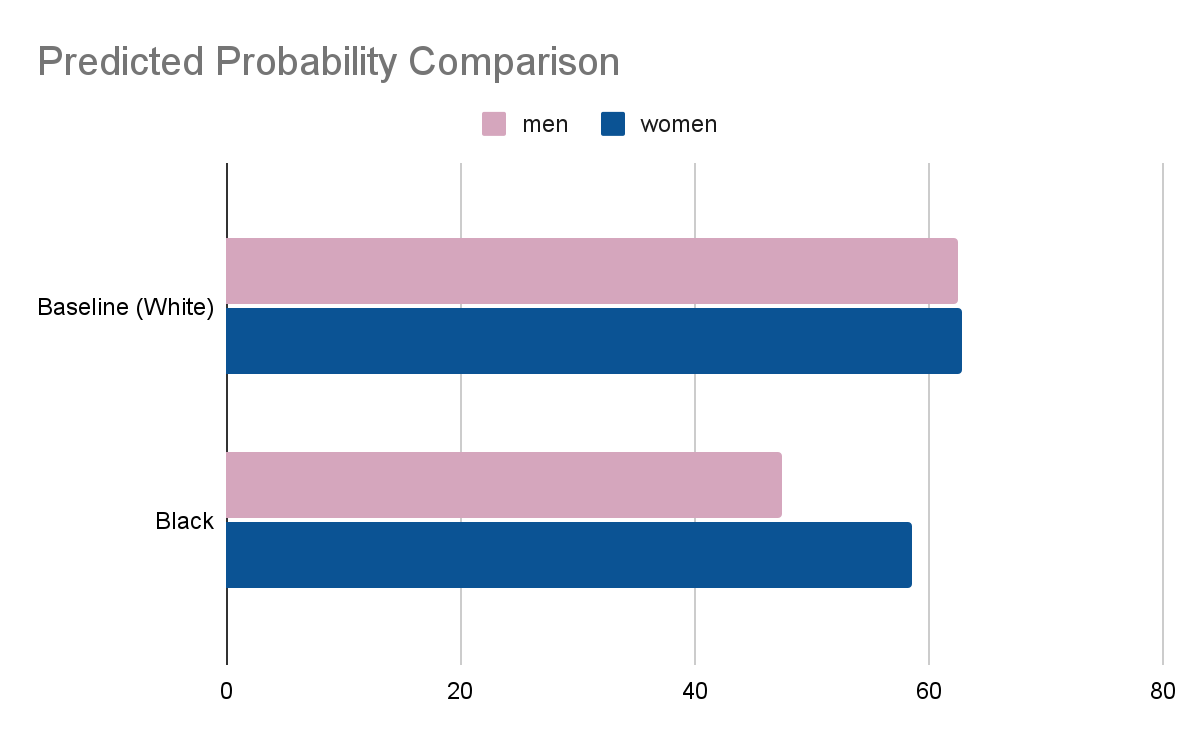 Predicted Probability Comparison
men women
Baseline (White)
Black
0 20 40 60 80